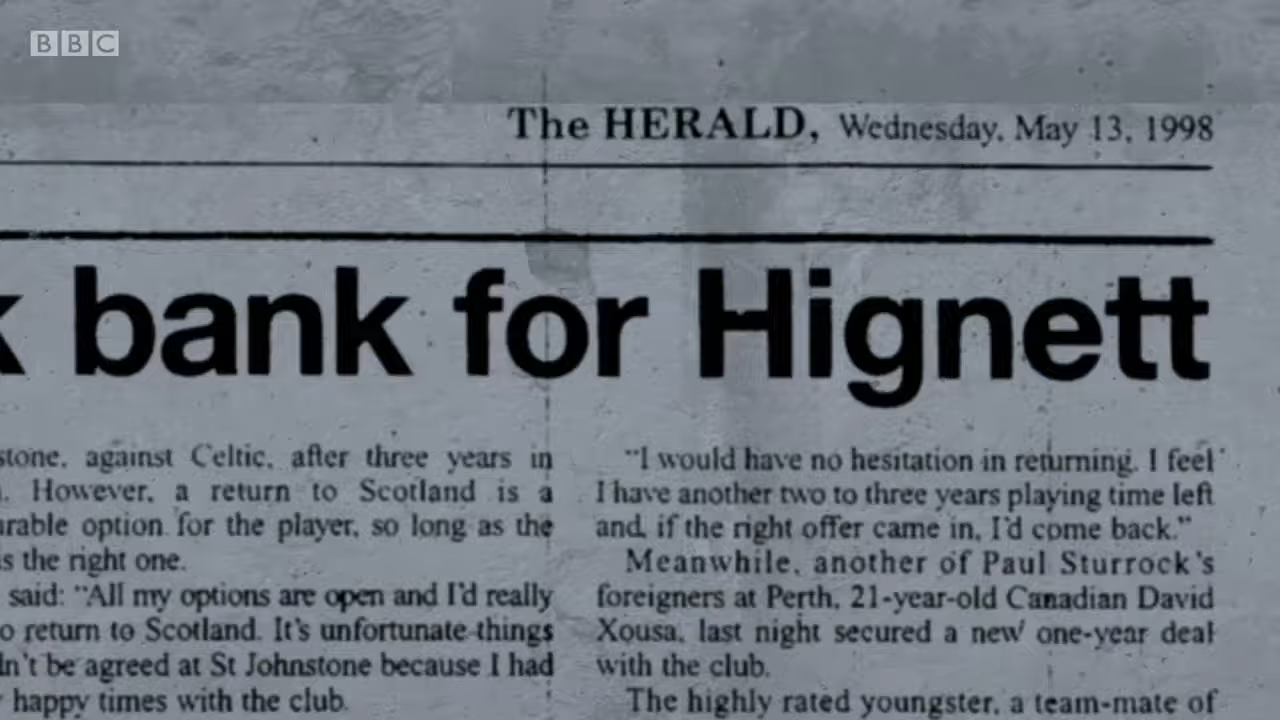 BBC
The HERALD, Wednesday, May 13, 1998
bank for Hignett
stone, against Celtic, after three years in
. However, a return to Scotland is a
rable option for the player, so long as the
s the right one.
said: "All my options are open and I'd really
o return to Scotland. It's unfortunate things
n't be agreed at St Johnstone because I had
happy times with the club.
"I would have no hesitation in returning. I feel
I have another two to three years playing time left
and, if the right offer came in, I'd come back."
Meanwhile, another of Paul Sturrock's
foreigners at Perth, 21-year-old Canadian David
Xousa, last night secured a new one-year deal
with the club.
The highly rated youngster, a team-mate of